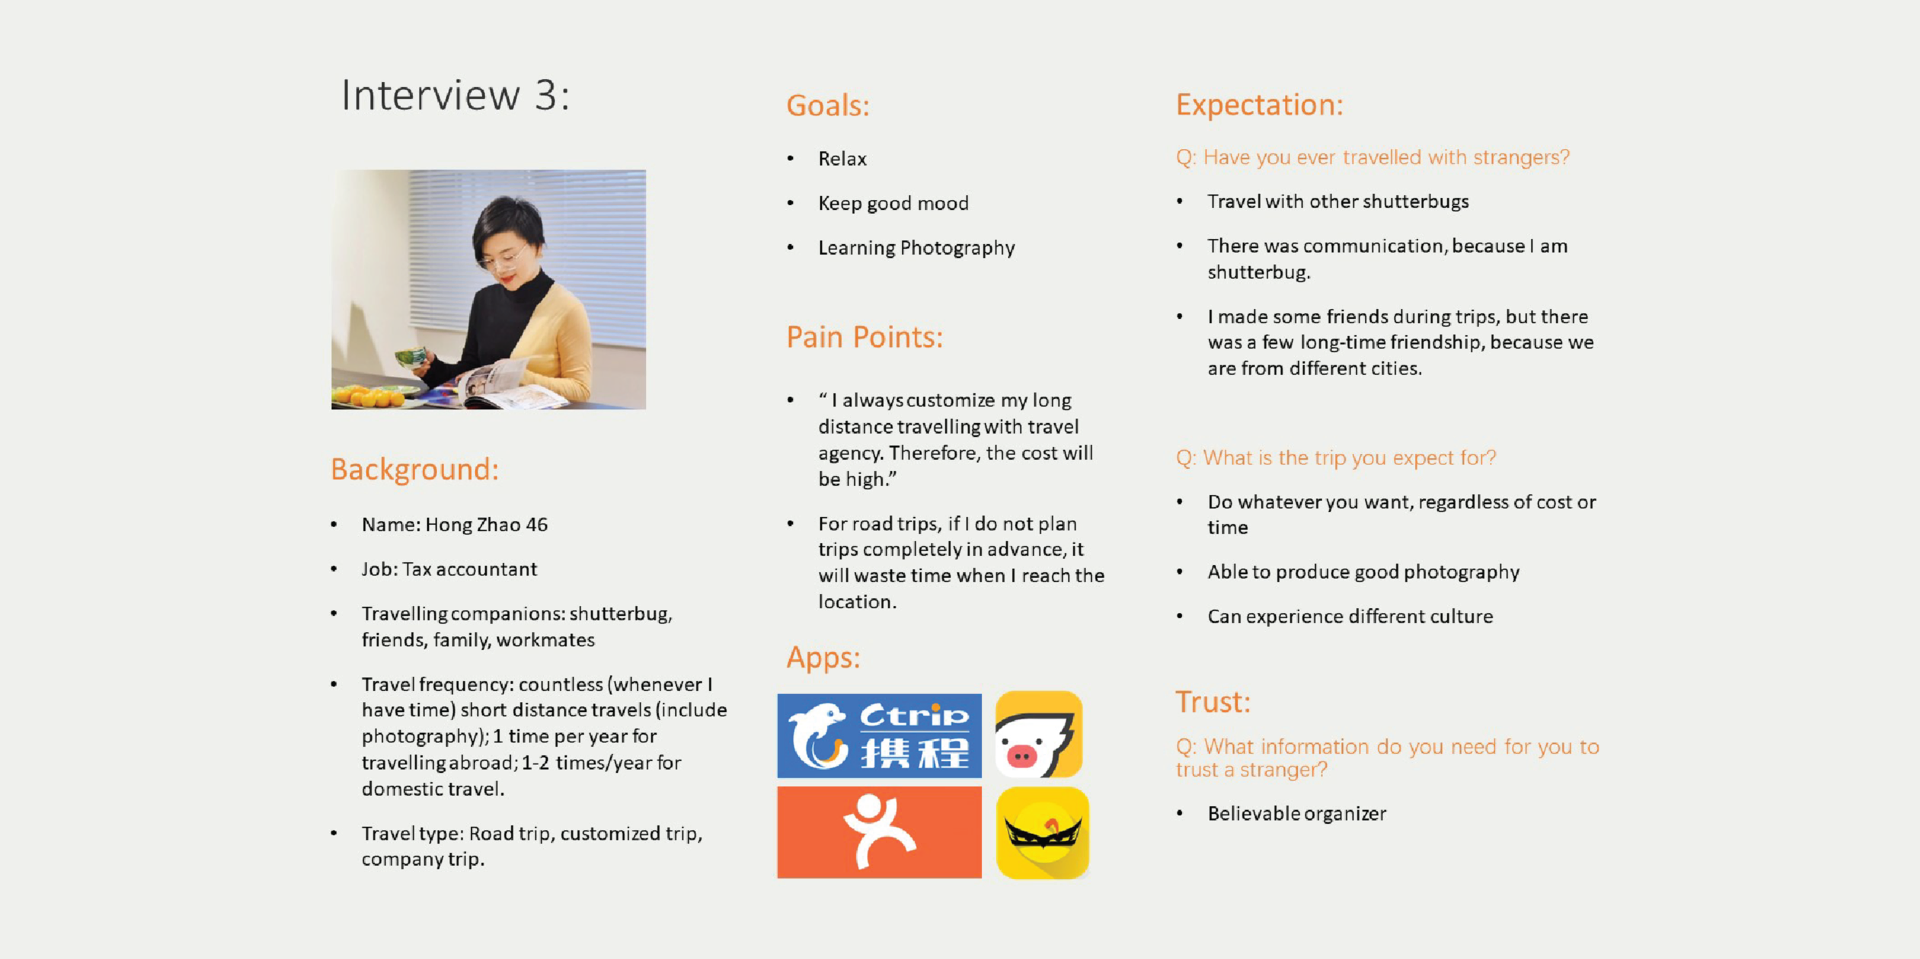 Interview 3:
Background:
• Name: Hong Zhao 46
• Job: Tax accountant
• Travelling companions: shutterbug,
friends, family, workmates
• Travel frequency: countless (whenever I
have time) short distance travels (include
photography); 1 time per year for
travelling abroad; 1-2 times/year for
domestic travel.
• Travel type: Road trip, customized trip,
company trip.
Goals:
• Relax
• Keep good mood
• Learning Photography
Pain Points:
• “ I always customize my long
distance travelling with travel
agency. Therefore, the cost will
be high.”
• For road trips, if I do not plan
trips completely in advance, it
will waste time when I reach the
location.
Apps:
Ctrip
携程
Expectation:
Q: Have you ever travelled with strangers?
• Travel with other shutterbugs
• There was communication, because I am
shutterbug.
• I made some friends during trips, but there
was a few long-time friendship, because we
are from different cities.
Q: What is the trip you expect for?
• Do whatever you want, regardless of cost or
time
• Able to produce good photography
• Can experience different culture
Trust:
Q: What information do you need for you to
trust a stranger?
• Believable organizer